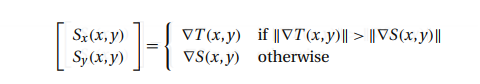 [ Sx(x,y) ] = { ∇T(x,y) if ‖∇T(x,y)‖ > ‖∇S(x,y)‖
[ Sy(x,y) ] { ∇S(x,y) otherwise